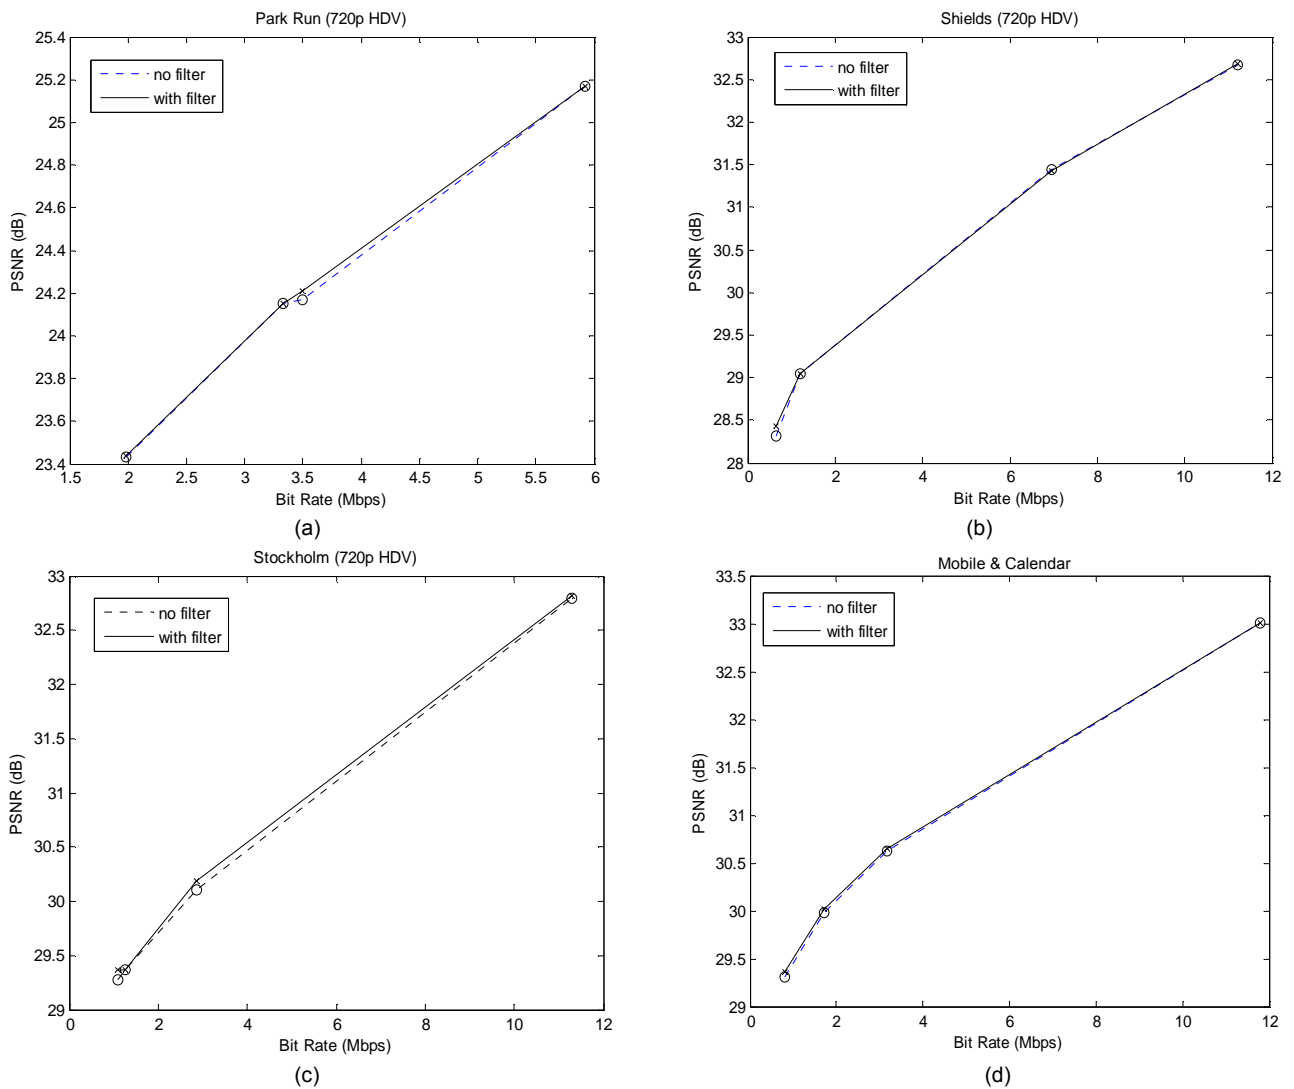 Park Run (720p HDV)
25.4
25.2
25
24.8
24.6
24.4
24.2
24
23.8
23.6
23.4
PSNR (dB)
no filter
with filter
1.5 2 2.5 3 3.5 4 4.5 5 5.5 6
Bit Rate (Mbps)
(a)
Shields (720p HDV)
33
32.5
32
31.5
31
30.5
30
29.5
29
28.5
28
PSNR (dB)
no filter
with filter
0 2 4 6 8 10 12
Bit Rate (Mbps)
(b)
Stockholm (720p HDV)
33
32.5
32
31.5
31
30.5
30
29.5
29
PSNR (dB)
no filter
with filter
0 2 4 6 8 10 12
Bit Rate (Mbps)
(c)
Mobile & Calendar
33.5
33
32.5
32
31.5
31
30.5
30
29.5
29
PSNR (dB)
no filter
with filter
0 2 4 6 8 10 12
Bit Rate (Mbps)
(d)